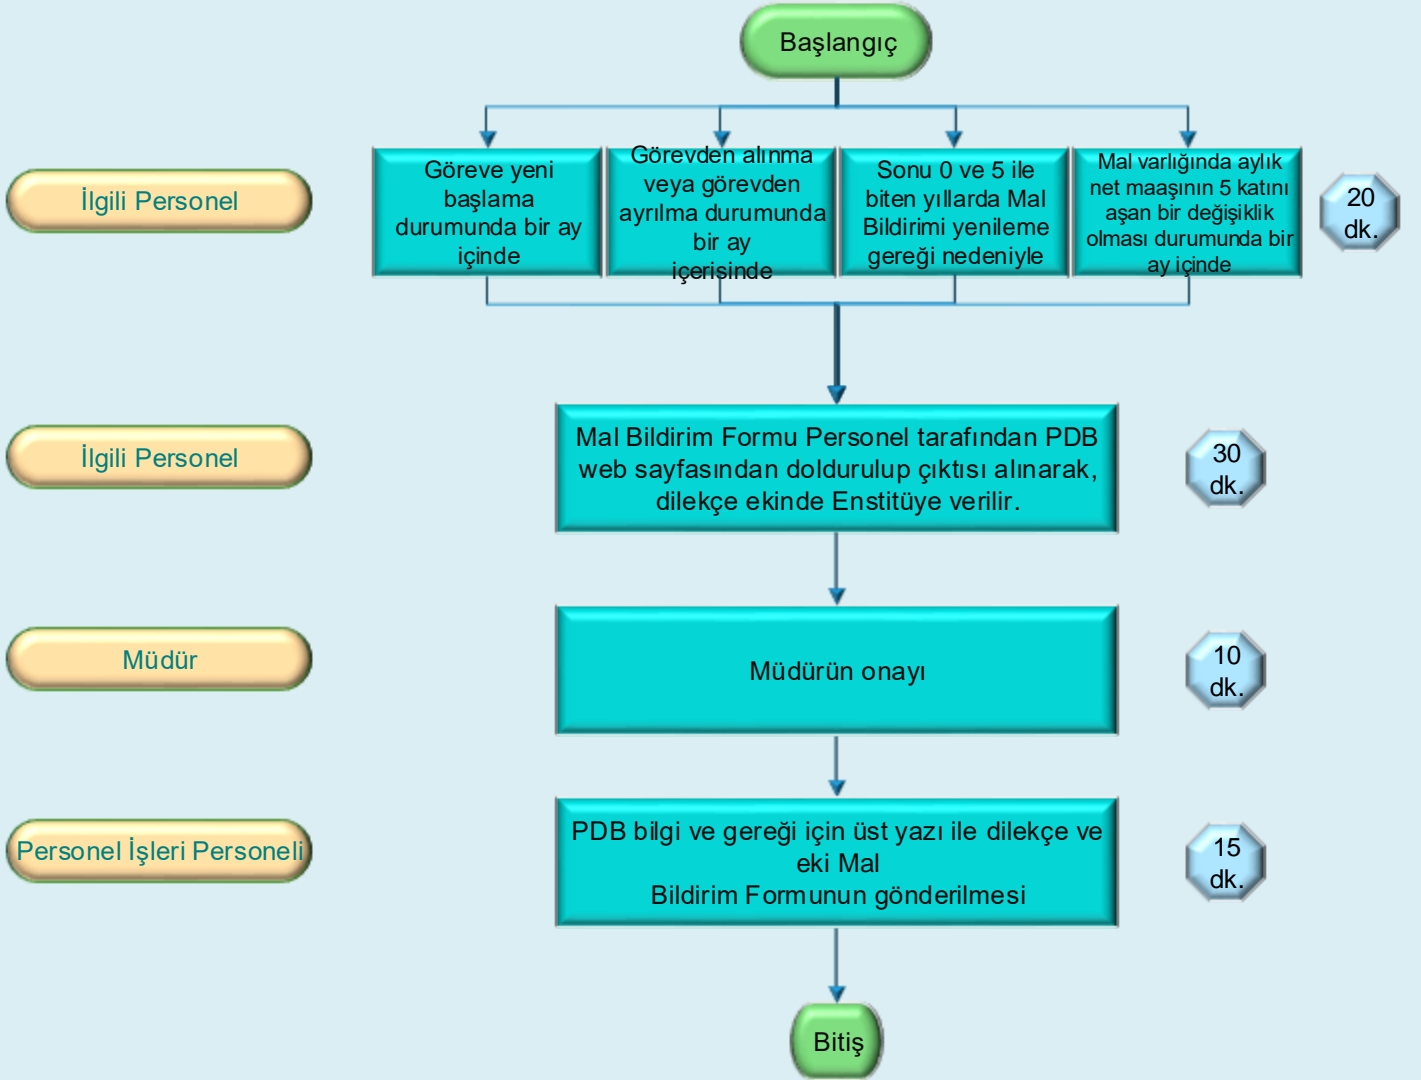 Başlangıç
İlgili Personel
Göreve yeni
başlama
durumunda bir ay
içinde
Görevden alınma
veya görevden
ayrılma durumunda
bir ay
içerisinde
Sonu 0 ve 5 ile
biten yıllarda Mal
Bildirimi yenileme
gereği nedeniyle
Mal varlığında aylık
net maaşının 5 katını
aşan bir değişiklik
olması durumunda bir
ay içinde
20
dk.
İlgili Personel
Mal Bildirim Formu Personel tarafından PDB
web sayfasından doldurulup çıktısı alınarak,
dilekçe ekinde Enstitüye verilir.
30
dk.
Müdür
Müdürün onayı
10
dk.
Personel İşleri Personeli
PDB bilgi ve gereği için üst yazı ile dilekçe ve
eki Mal
Bildirim Formunun gönderilmesi
15
dk.
Bitiş